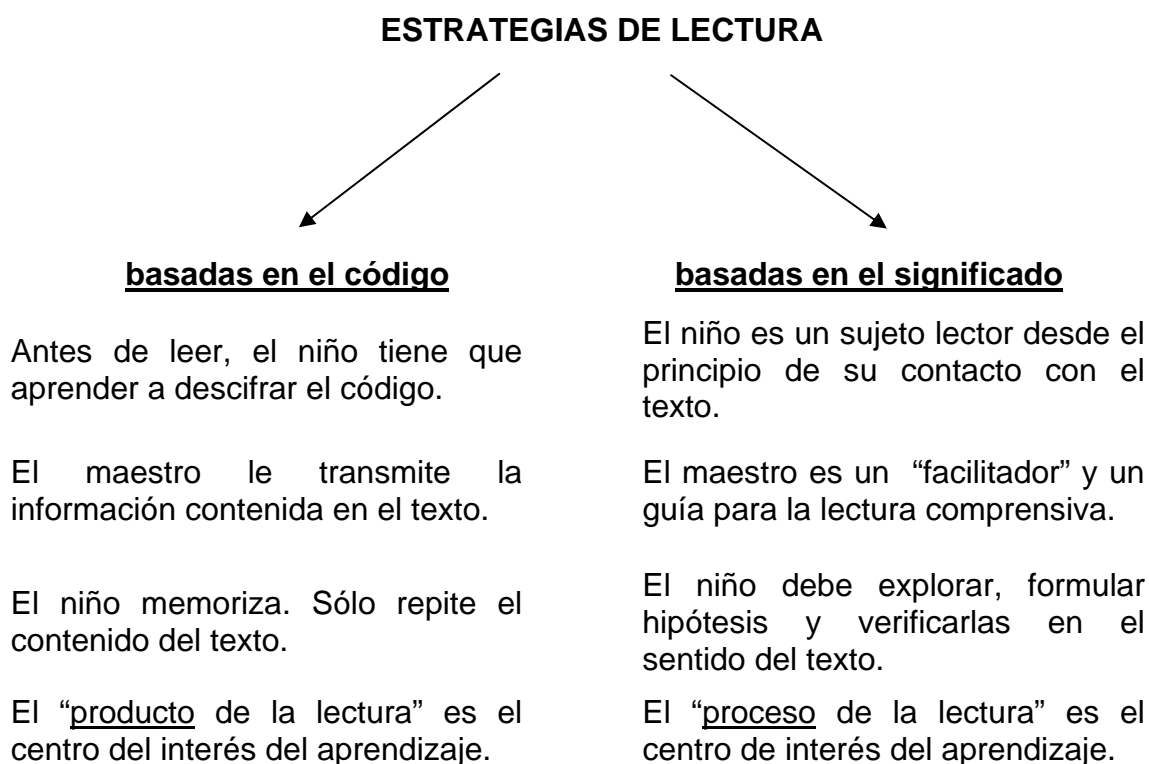 ESTRATEGIAS DE LECTURA
basadas en el código
Antes de leer, el niño tiene que
aprender a descifrar el código.
El maestro le transmite la
información contenida en el texto.
El niño memoriza. Sólo repite el
contenido del texto.
El “producto de la lectura” es el
centro del interés del aprendizaje.
basadas en el significado
El niño es un sujeto lector desde el
principio de su contacto con el
texto.
El maestro es un “facilitador” y un
guía para la lectura comprensiva.
El niño debe explorar, formular
hipótesis y verificarlas en el
sentido del texto.
El “proceso de la lectura” es el
centro de interés del aprendizaje.